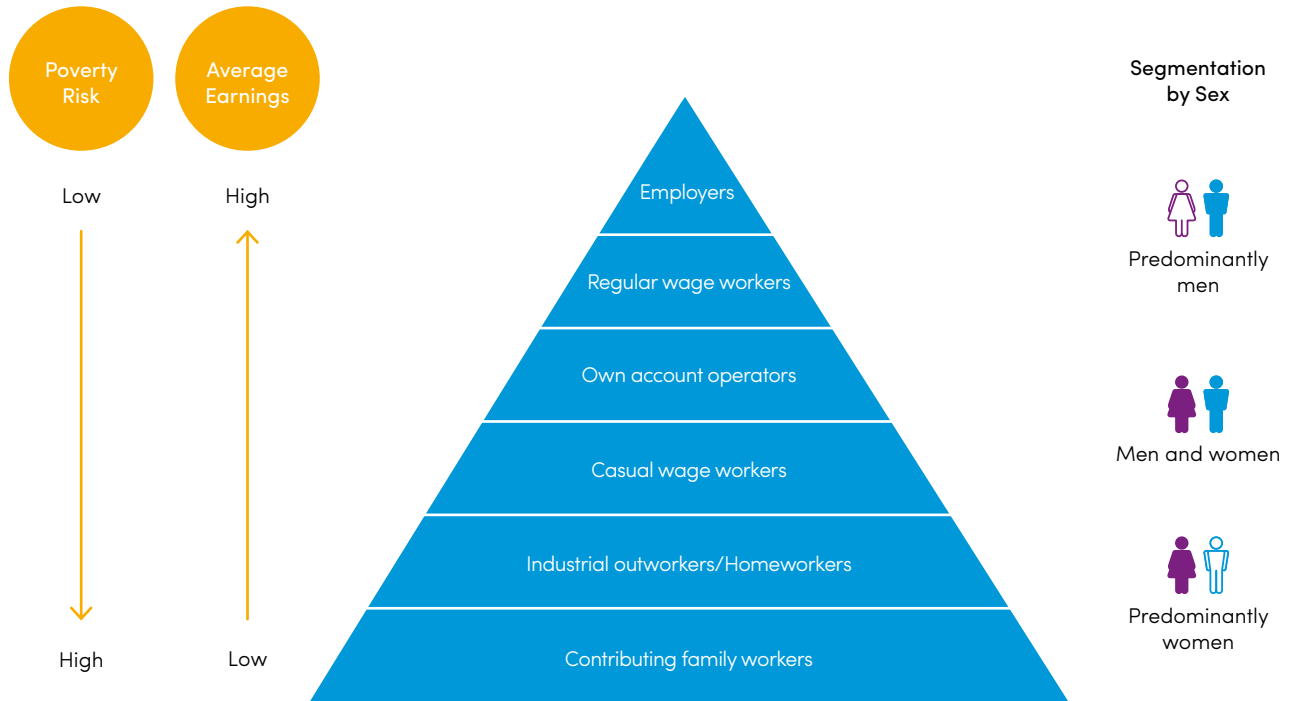 Poverty
Risk
Average
Earnings
Low
High
High
Low
Employers
Regular wage workers
Own account operators
Casual wage workers
Industrial outworkers/Homeworkers
Contributing family workers
Segmentation
by Sex
Predominantly
men
Men and women
Predominantly
women